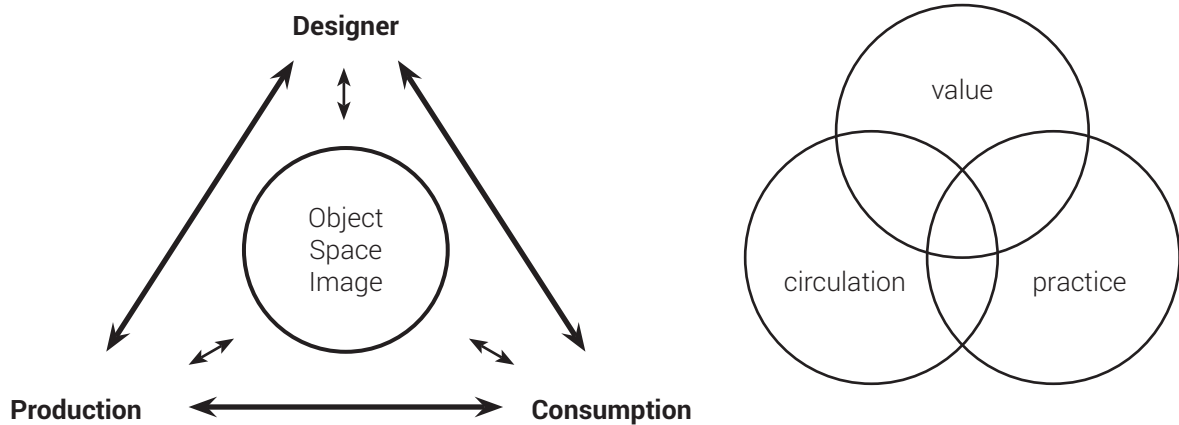 Designer
Object
Space
Image
Production
Consumption
value
circulation
practice